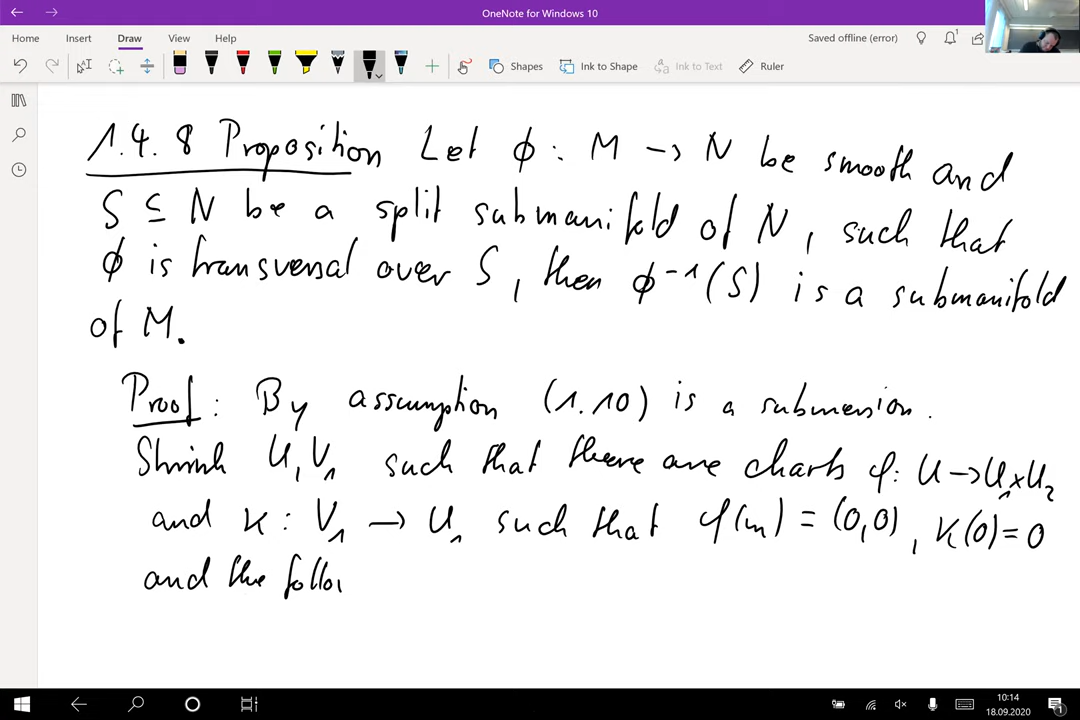 OneNote for Windows 10
Home Insert Draw View Help Saved offline (error)
Shapes Ink to Shape Ink to Text Ruler
1.4.8 Proposition Let ϕ: M → N be smooth and
S ⊆ N be a split submanifold of N, such that
ϕ is transversal over S, then ϕ⁻¹(S) is a submanifold
of M.
Proof: By assumption (1.10) is a submersion.
Shrink U, V₁ such that there are charts φ: U → U₁ × U₂
and κ: V₁ → U₁ such that φ(m) = (0,0), κ(0) = 0
and the follo
10:14
18.09.2020